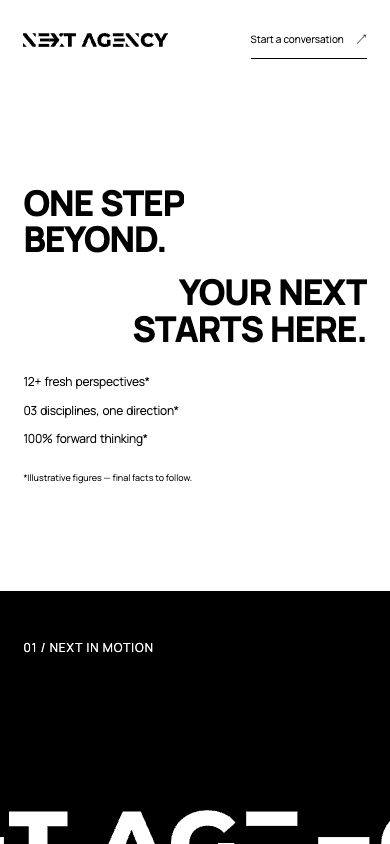 NEXT AGENCY
Start a conversation
ONE STEP
BEYOND.
YOUR NEXT
STARTS HERE.
12+ fresh perspectives*
03 disciplines, one direction*
100% forward thinking*
*Illustrative figures — final facts to follow.
01 / NEXT IN MOTION